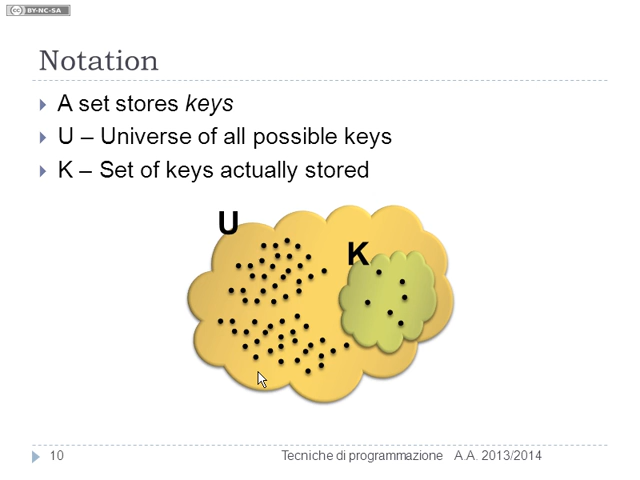 cc BY-NC-SA
Notation
A set stores keys
U – Universe of all possible keys
K – Set of keys actually stored
U
K
10
Tecniche di programmazione A.A. 2013/2014